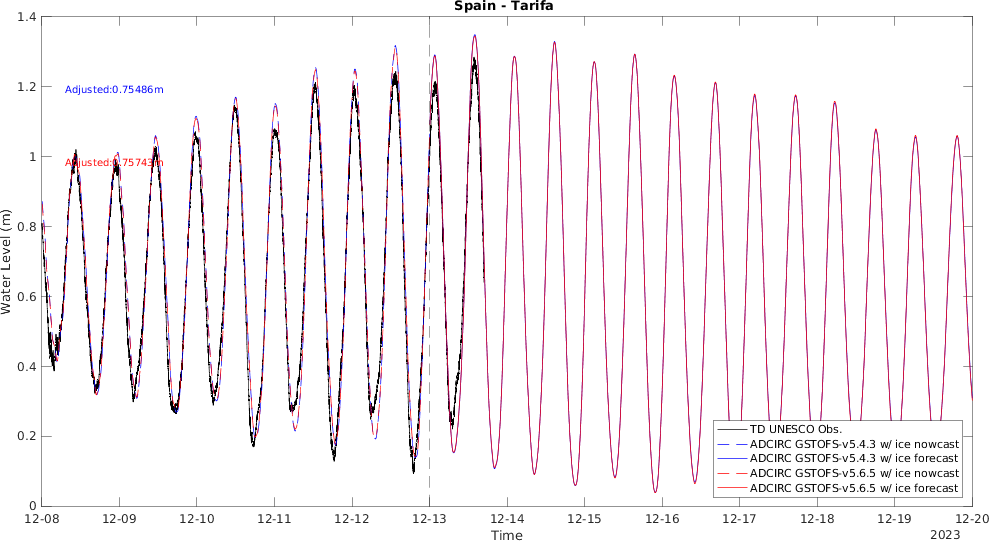 Spain - Tarifa
Water Level (m)
1.4
1.2
1
0.8
0.6
0.4
0.2
0
Adjusted:0.75486m
Adjusted:0.75743m
TD UNESCO Obs.
ADCIRC GSTOFS-v5.4.3 w/ ice nowcast
ADCIRC GSTOFS-v5.4.3 w/ ice forecast
ADCIRC GSTOFS-v5.6.5 w/ ice nowcast
ADCIRC GSTOFS-v5.6.5 w/ ice forecast
12-08 12-09 12-10 12-11 12-12 12-13 12-14 12-15 12-16 12-17 12-18 12-19 12-20
Time
2023